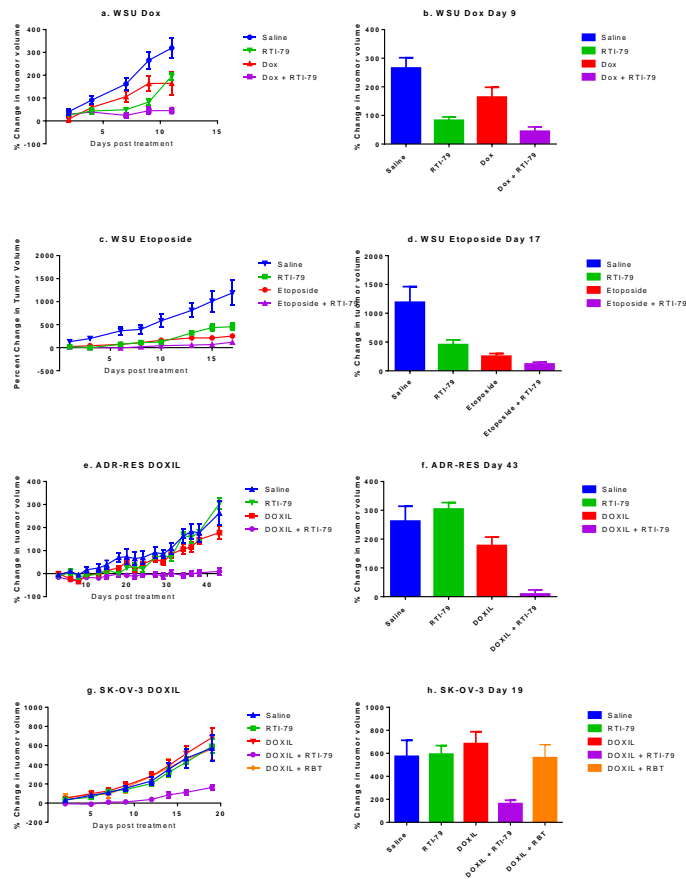 a. WSU Dox
% Change in tuomor volume
400
300
200
100
0
-100
5
10
15
Days post treatment
Saline
RTI-79
Dox
Dox + RTI-79
b. WSU Dox Day 9
% Change in tumor volume
400
300
200
100
0
Saline
RTI-79
Dox
Dox + RTI-79
Saline
RTI-79
Dox
Dox + RTI-79
c. WSU Etoposide
Percent Change in Tumor Volume
2000
1500
1000
500
0
-500
5
10
15
Days post treatment
Saline
RTI-79
Etoposide
Etoposide + RTI-79
d. WSU Etoposide Day 17
% Change in tumor volume
2000
1500
1000
500
0
Saline
RTI-79
Etoposide
Etoposide + RTI-79
Saline
RTI-79
Etoposide
Etoposide + RTI-79
e. ADR-RES DOXIL
% Change in tuomor volume
400
300
200
100
0
-100
10
20
30
40
Days post treatment
Saline
RTI-79
DOXIL
DOXIL + RTI-79
f. ADR-RES Day 43
% Change in tuomor volume
400
300
200
100
0
Saline
RTI-79
DOXIL
DOXIL + RTI-79
Saline
RTI-79
DOXIL
DOXIL + RTI-79
g. SK-OV-3 DOXIL
% Change in tuomor volume
1000
800
600
400
200
0
-200
5
10
15
20
Days post treatment
Saline
RTI-79
DOXIL
DOXIL + RTI-79
DOXIL + RBT
h. SK-OV-3 Day 19
% Change in tuomor volume
1000
800
600
400
200
0
Saline
RTI-79
DOXIL
DOXIL + RTI-79
DOXIL + RBT
Saline
RTI-79
DOXIL
DOXIL + RTI-79
DOXIL + RBT